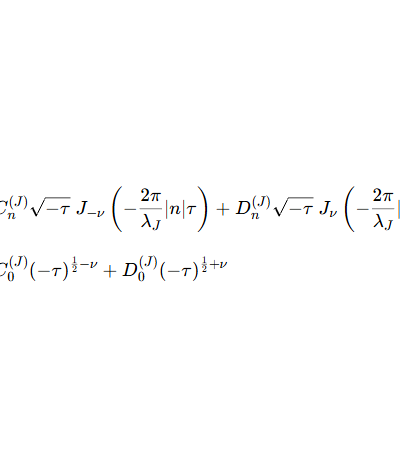 C_n^{(J)} \sqrt{-\tau} J_{-\nu} \left( -\frac{2\pi}{\lambda_J} |n| \tau \right) + D_n^{(J)} \sqrt{-\tau} J_{\nu} \left( -\frac{2\pi}{\lambda_J} |
C_0^{(J)} (-\tau)^{\frac{1}{2}-\nu} + D_0^{(J)} (-\tau)^{\frac{1}{2}+\nu}